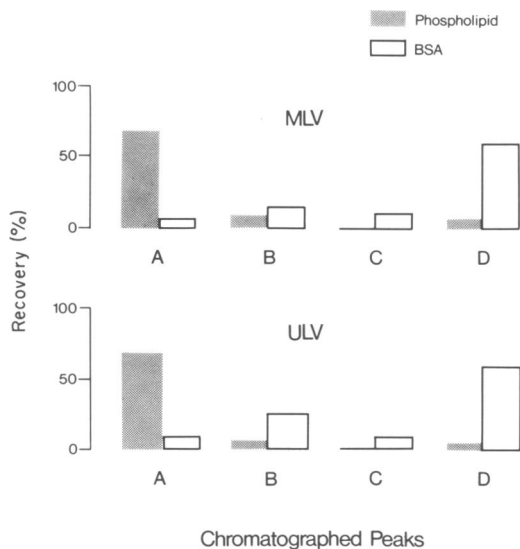 Phospholipid
BSA
MLV
100
50
0
A B C D
Recovery (%)
ULV
100
50
0
A B C D
Chromatographed Peaks